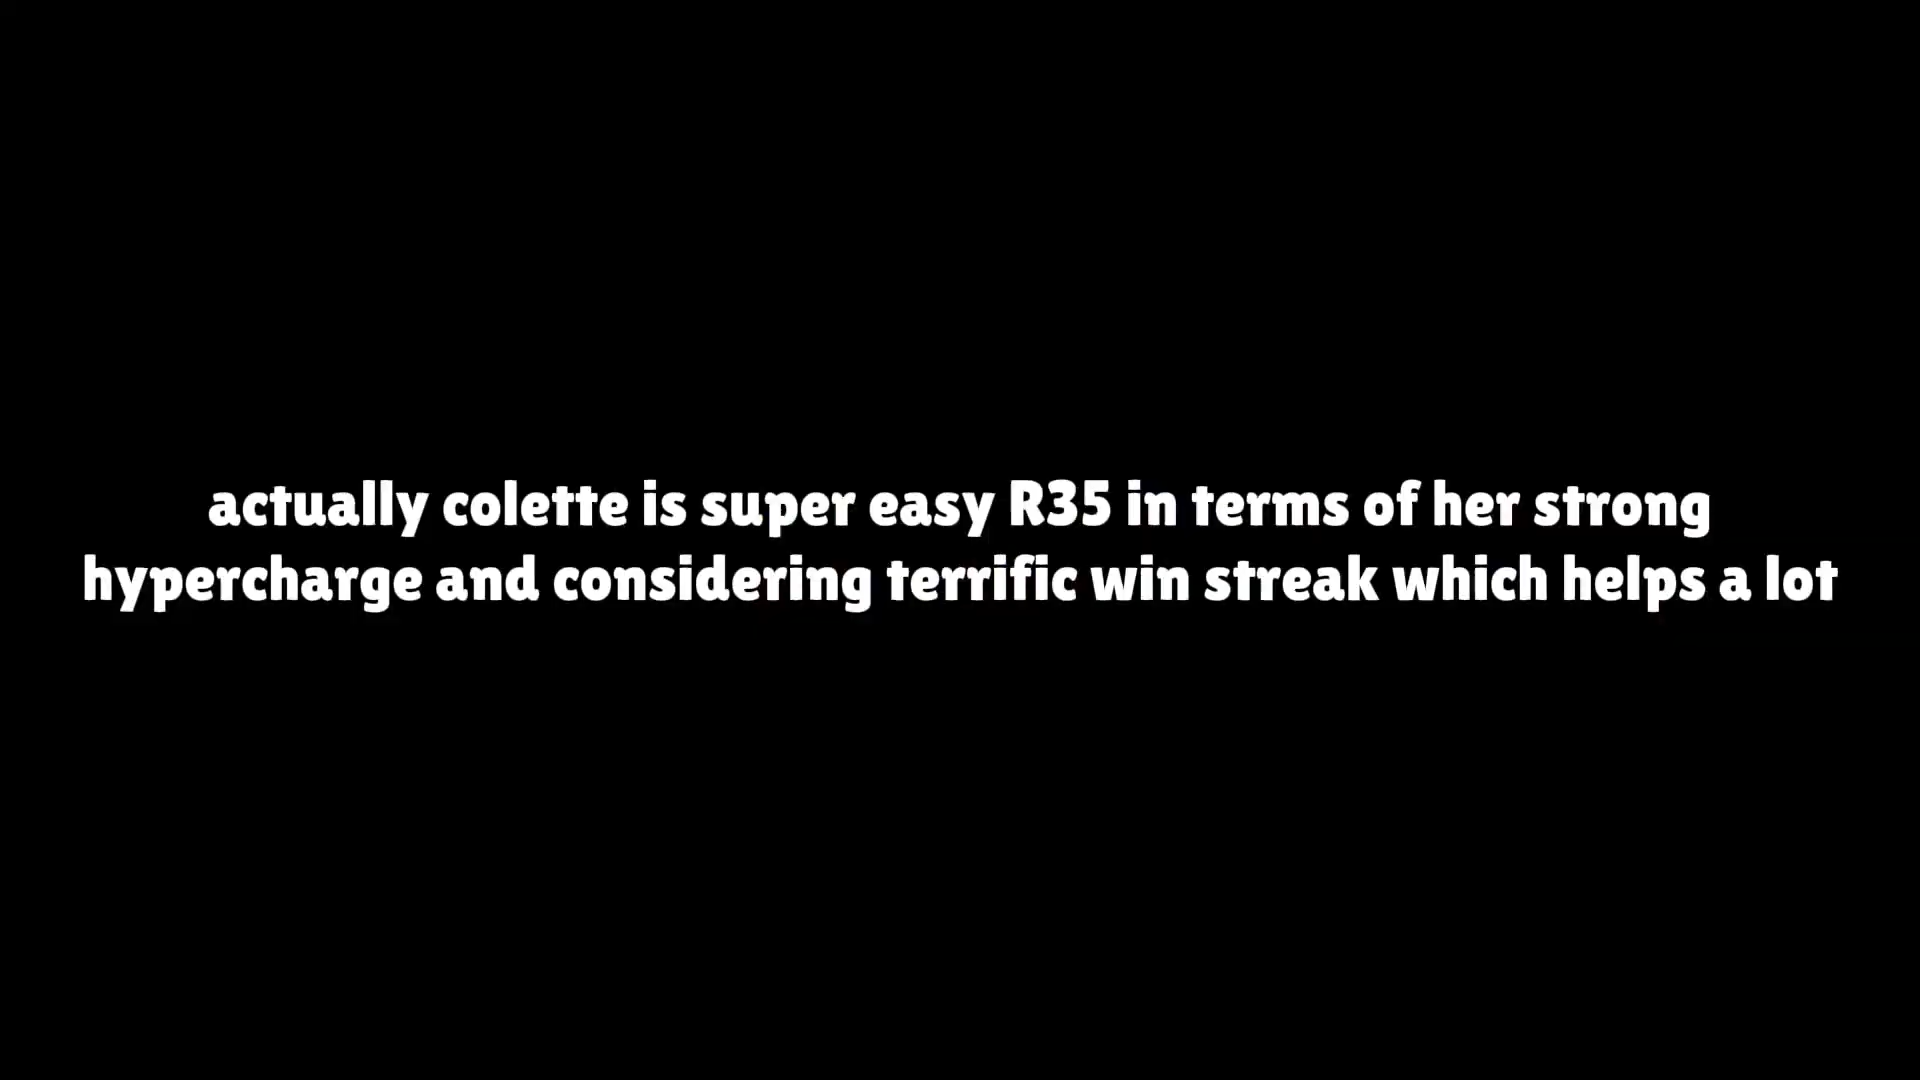 actually colette is super easy R35 in terms of her strong
hypercharge and considering terrific win streak which helps a lot